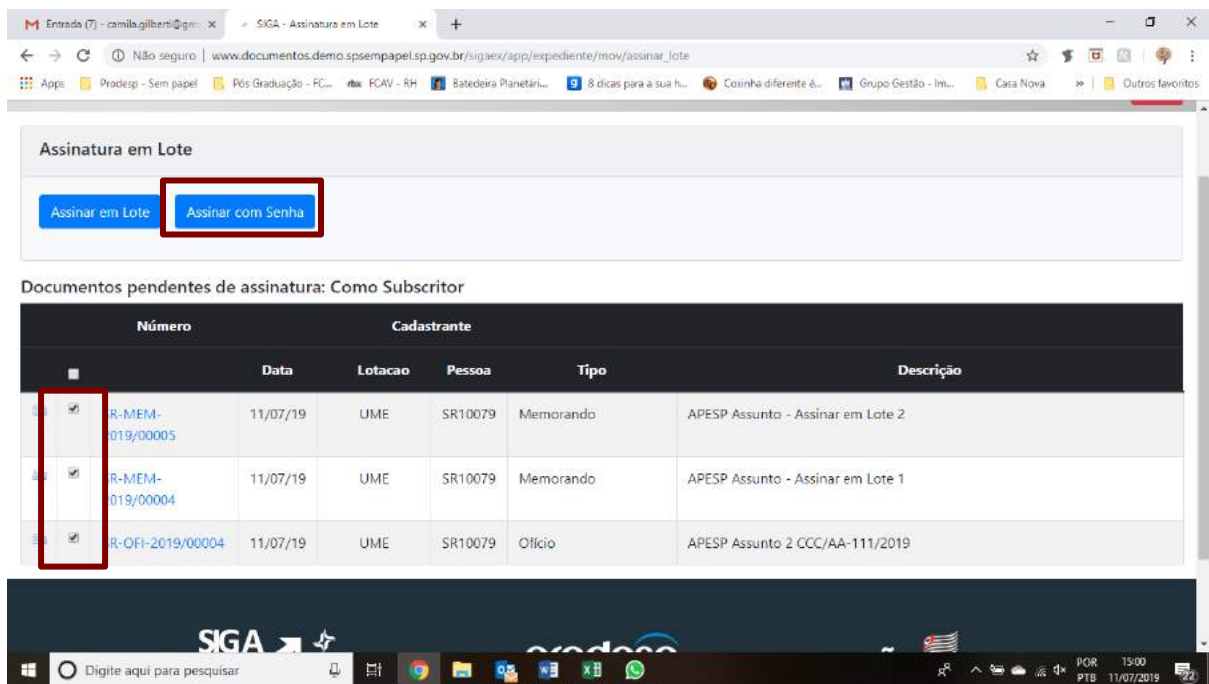 Entrada (7) - camila.gilberti@gm
SIGA - Assinatura em Lote
Não seguro | www.documentos.demo.spsempapel.sp.gov.br/sigaex/app/expediente/mov/assinar_lote
Apps Prodesp - Sem papel Pós Graduação - FC... FCAV - RH Batedeira Planetári... 8 dicas para a sua h... Coxinha diferente é... Grupo Gestão - Im... Casa Nova » Outros favoritos
Assinatura em Lote
Assinar em Lote Assinar com Senha
Documentos pendentes de assinatura: Como Subscritor
Número Cadastrante
Data Lotacao Pessoa Tipo Descrição
R-MEM- 11/07/19 UME SR10079 Memorando APESP Assunto - Assinar em Lote 2
019/00005
R-MEM- 11/07/19 UME SR10079 Memorando APESP Assunto - Assinar em Lote 1
019/00004
R-OFI-2019/00004 11/07/19 UME SR10079 Ofício APESP Assunto 2 CCC/AA-111/2019
SIGA
Digite aqui para pesquisar
POR 15:00
PTB 11/07/2019 22